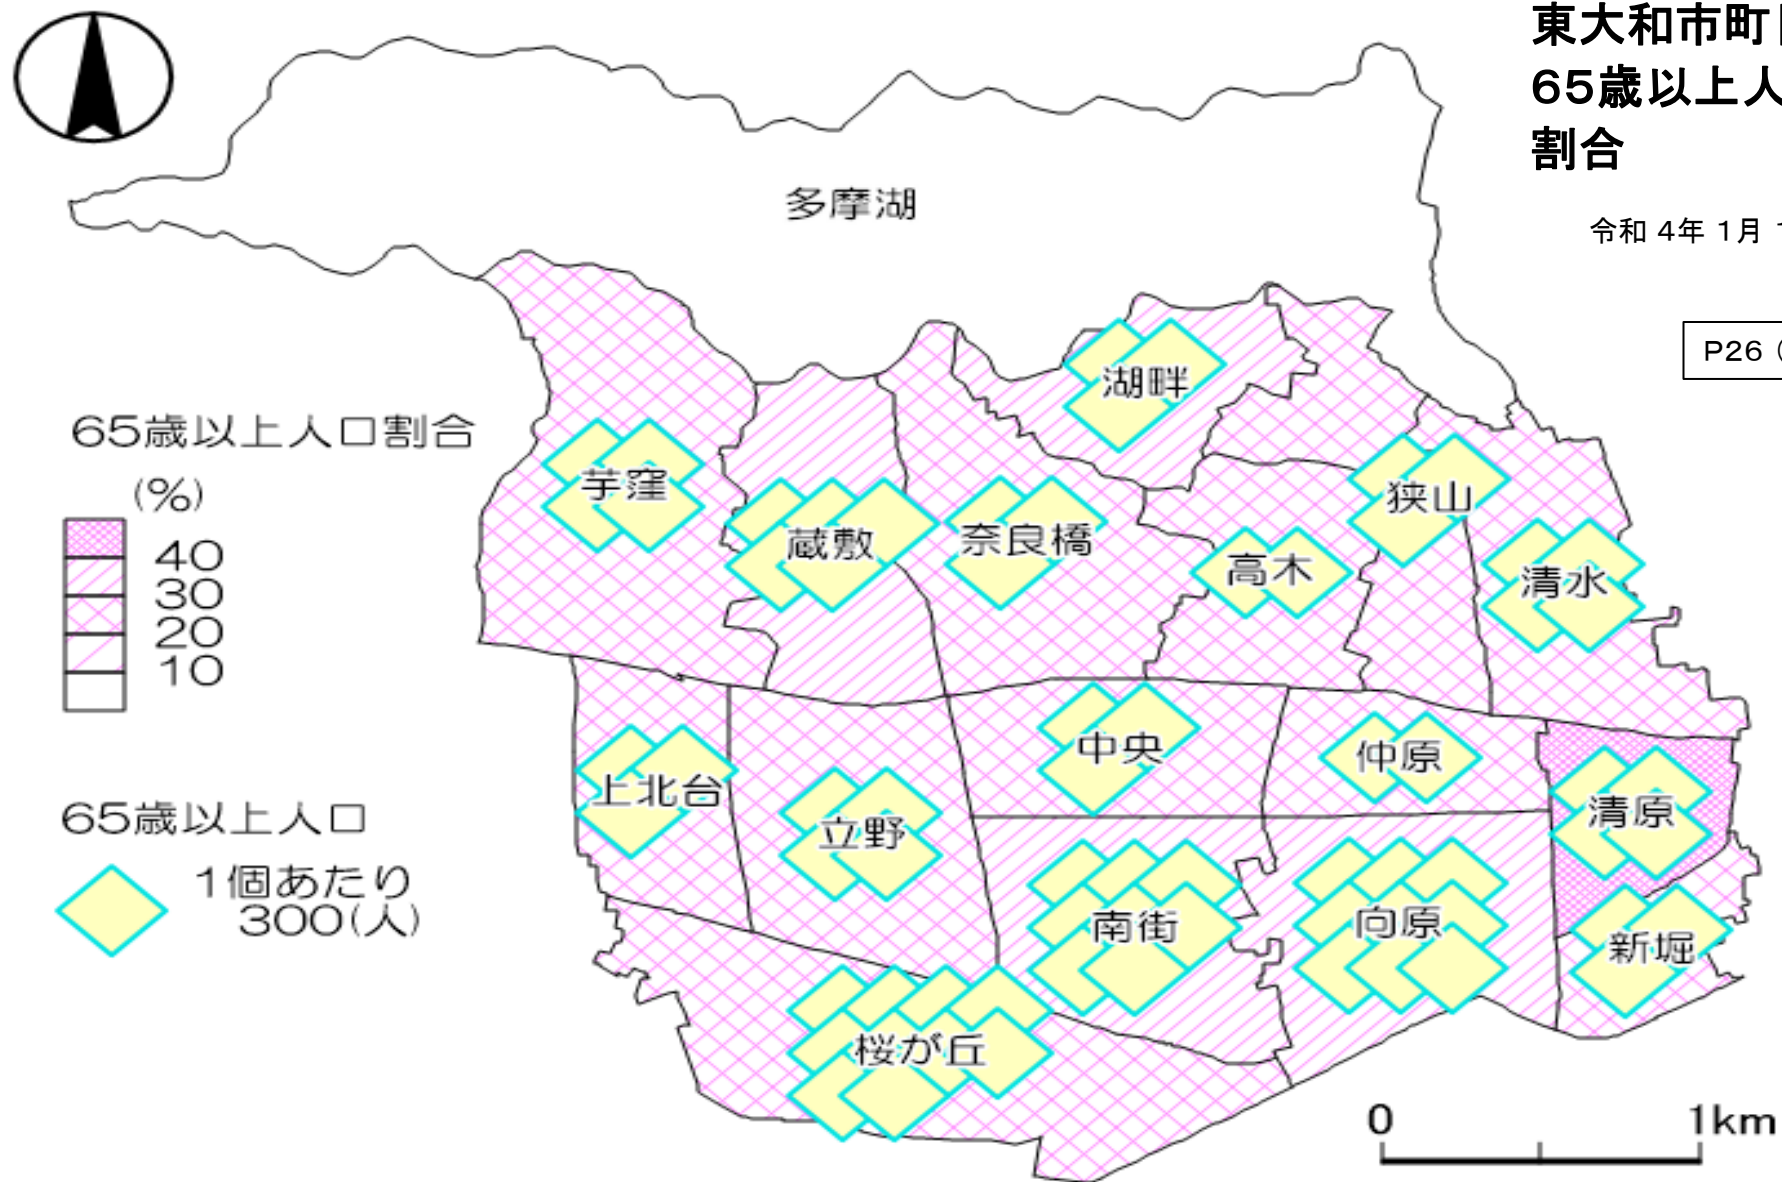 東大和市町
65歳以上人
割合
令和 4年 1月
P26
多摩湖
湖畔
65歳以上人口割合
(%)
40
30
20
10
芋窪
蔵敷
奈良橋
狭山
高木
清水
中央
仲原
上北台
立野
清原
65歳以上人口
1個あたり
300(人)
南街
向原
新堀
桜が丘
0
1km